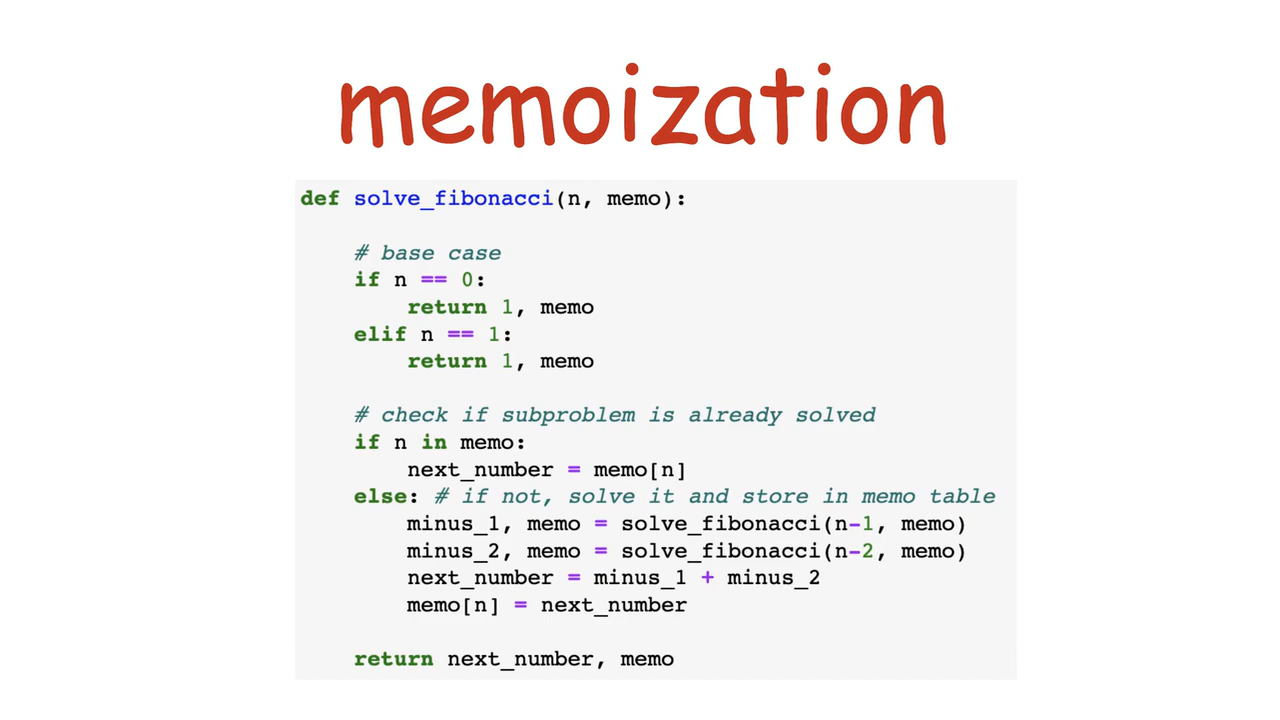 memoization
def solve_fibonacci(n, memo):
    # base case
    if n == 0:
        return 1, memo
    elif n == 1:
        return 1, memo
    # check if subproblem is already solved
    if n in memo:
        next_number = memo[n]
    else: # if not, solve it and store in memo table
        minus_1, memo = solve_fibonacci(n-1, memo)
        minus_2, memo = solve_fibonacci(n-2, memo)
        next_number = minus_1 + minus_2
        memo[n] = next_number
    return next_number, memo